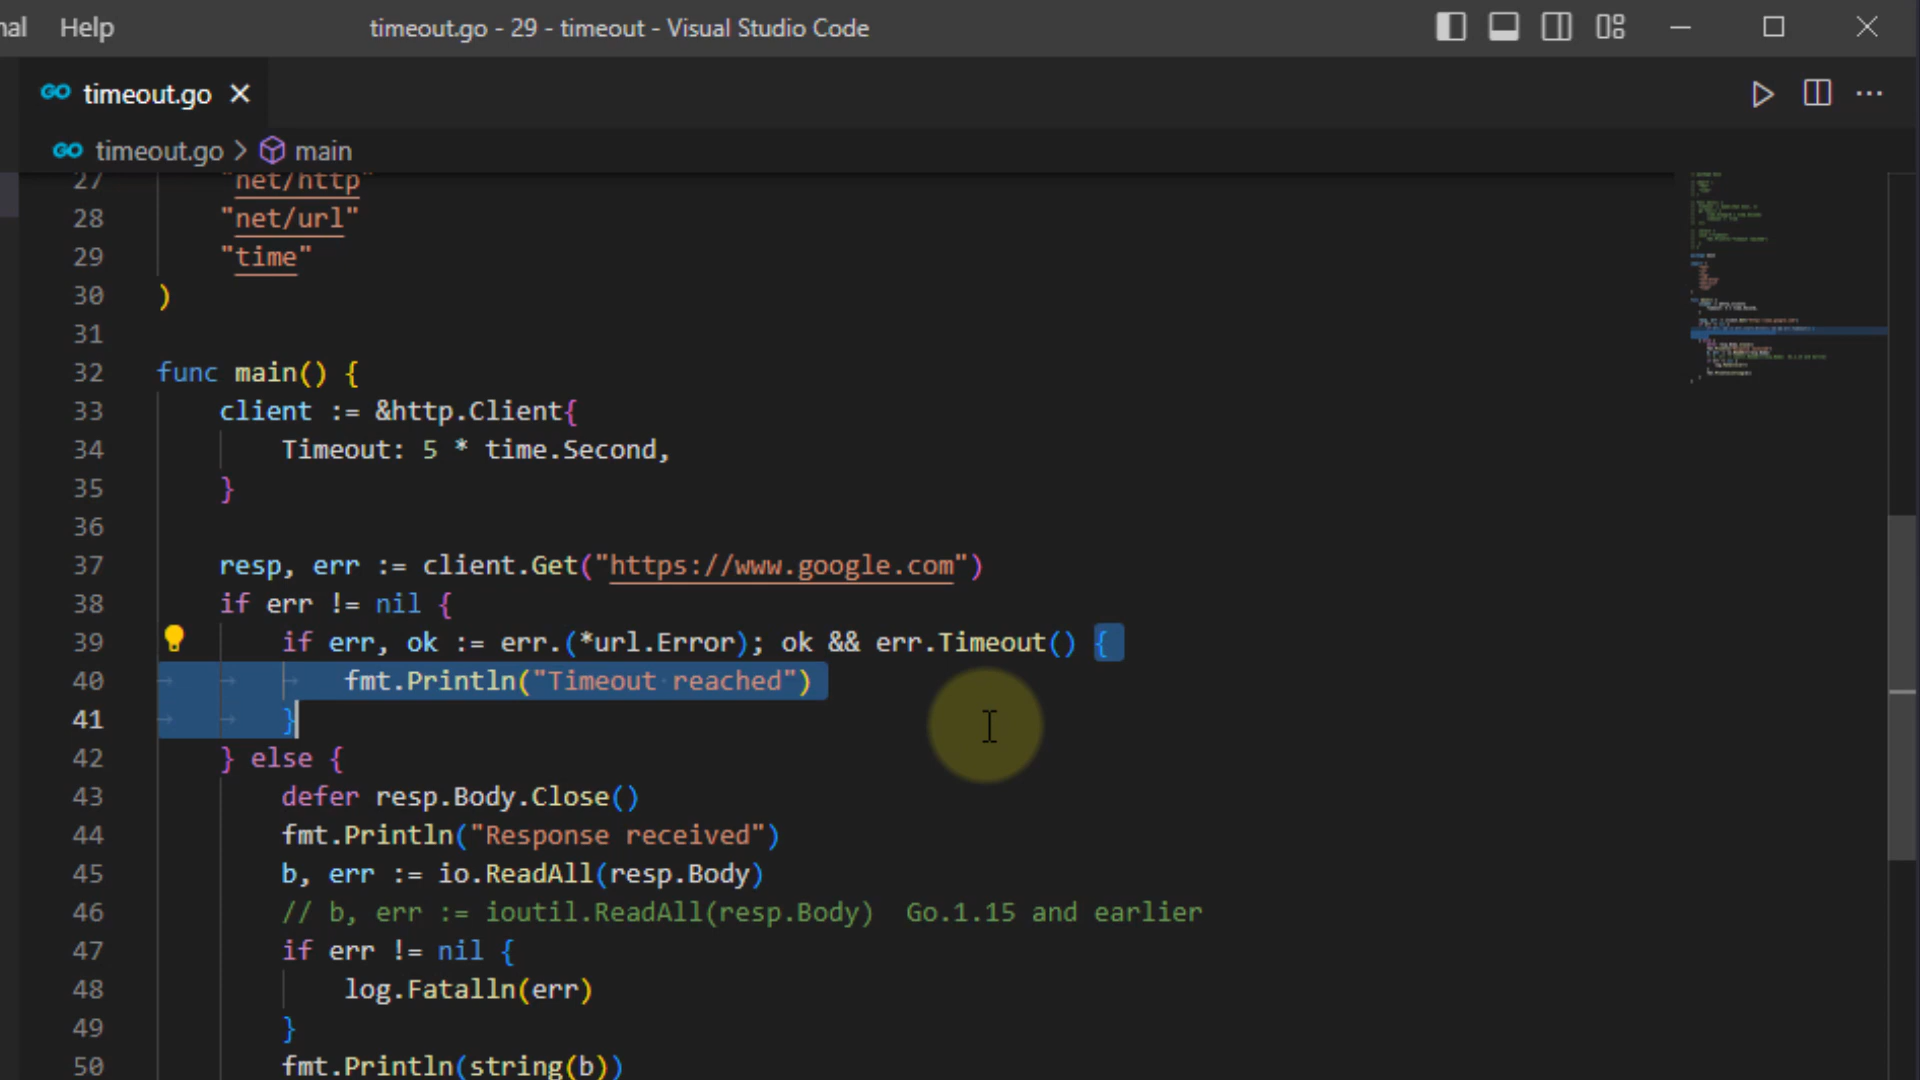 nal Help timeout.go - 29 - timeout - Visual Studio Code
GO timeout.go
GO timeout.go > main
27 "net/http"
28 "net/url"
29 "time"
30 )
31
32 func main() {
33 client := &http.Client{
34 Timeout: 5 * time.Second,
35 }
36
37 resp, err := client.Get("https://www.google.com")
38 if err != nil {
39 if err, ok := err.(*url.Error); ok && err.Timeout() {
40 fmt.Println("Timeout reached")
41 }
42 } else {
43 defer resp.Body.Close()
44 fmt.Println("Response received")
45 b, err := io.ReadAll(resp.Body)
46 // b, err := ioutil.ReadAll(resp.Body)  Go.1.15 and earlier
47 if err != nil {
48 log.Fatalln(err)
49 }
50 fmt.Println(string(b))